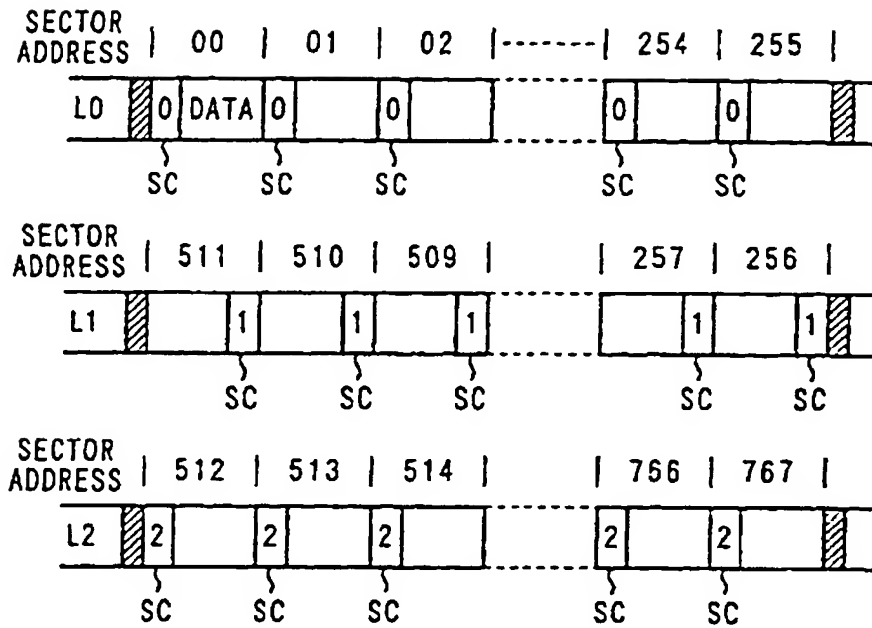 SECTOR
ADDRESS | 00 | 01 | 02 | 254 | 255 |
L0 0 DATA 0 0 0 0
SC SC SC SC SC
SECTOR
ADDRESS | 511 | 510 | 509 | 257 | 256 |
L1 1 1 1 1 1
SC SC SC SC SC
SECTOR
ADDRESS | 512 | 513 | 514 | 766 | 767 |
L2 2 2 2 2 2
SC SC SC SC SC